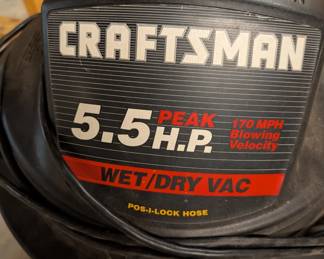 CRAFTSMAN
5.5 PEAK H.P.
170 MPH
Blowing
Velocity
WET/DRY VAC
POS-I-LOCK HOSE